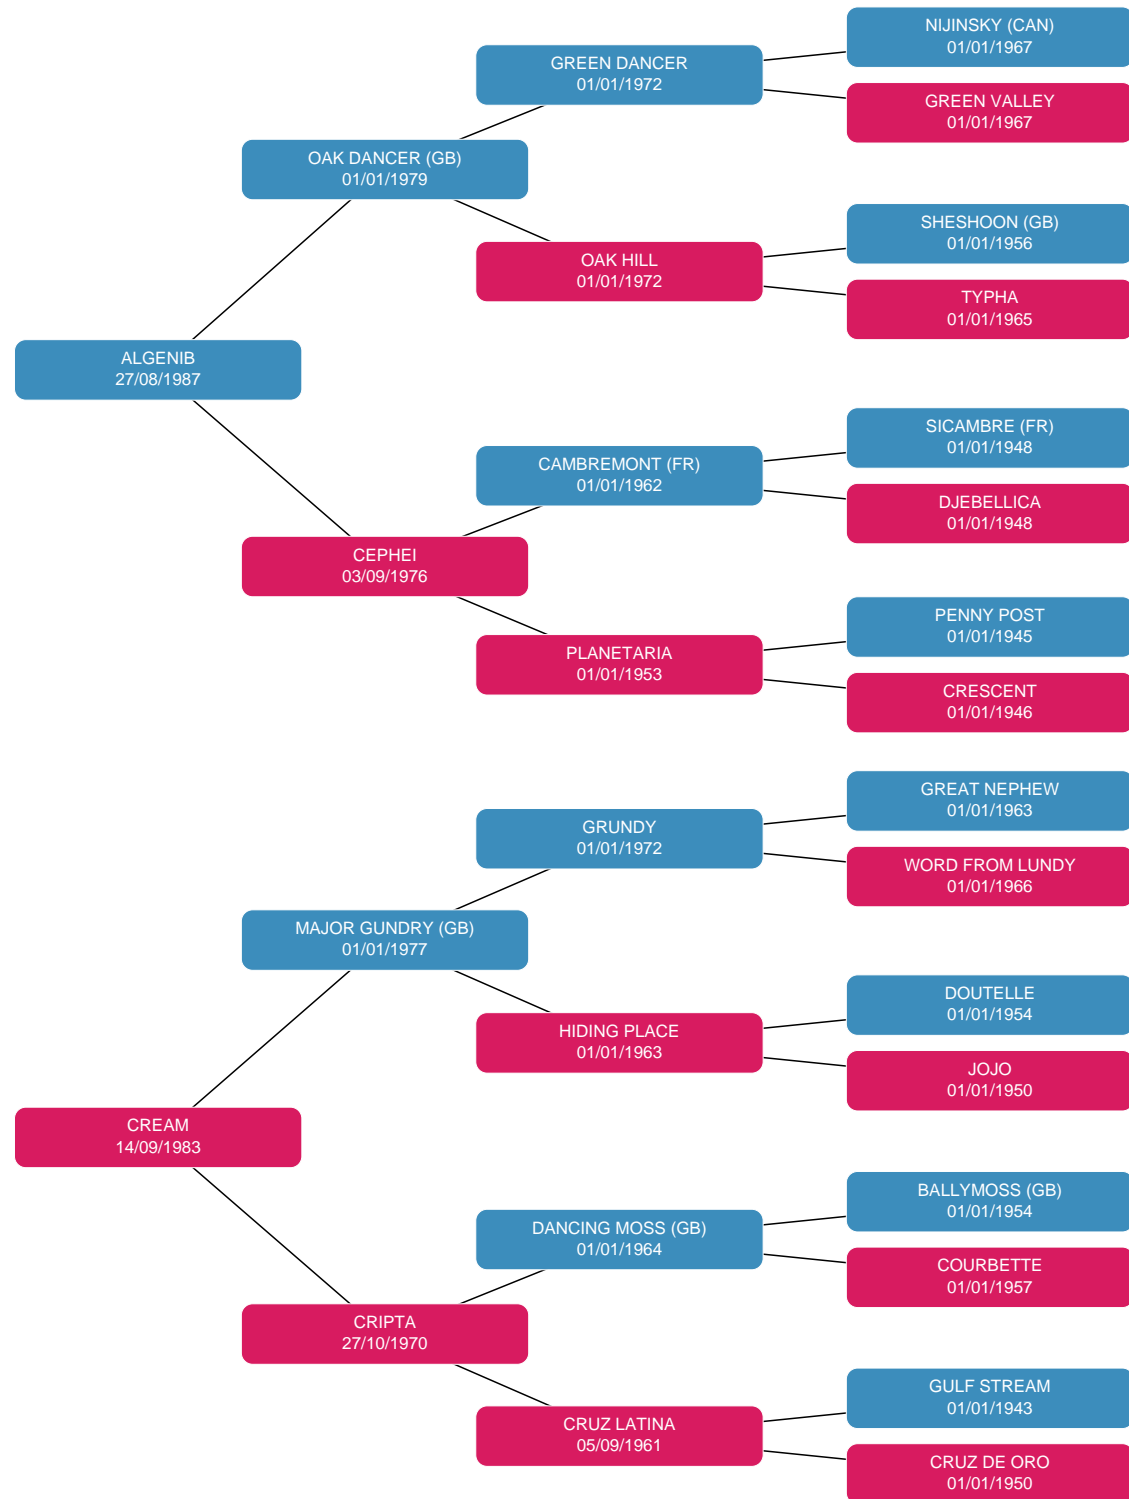 NIJINSKY (CAN)
01/01/1967
GREEN DANCER
01/01/1972
GREEN VALLEY
01/01/1967
OAK DANCER (GB)
01/01/1979
SHESHOON (GB)
01/01/1956
OAK HILL
01/01/1972
TYPHA
01/01/1965
ALGENIB
27/08/1987
SICAMBRE (FR)
01/01/1948
CAMBREMONT (FR)
01/01/1962
DJEBELLICA
01/01/1948
CEPHEI
03/09/1976
PENNY POST
01/01/1945
PLANETARIA
01/01/1953
CRESCENT
01/01/1946
GREAT NEPHEW
01/01/1963
GRUNDY
01/01/1972
WORD FROM LUNDY
01/01/1966
MAJOR GUNDRY (GB)
01/01/1977
DOUTELLE
01/01/1954
HIDING PLACE
01/01/1963
JOJO
01/01/1950
CREAM
14/09/1983
BALLYMOSS (GB)
01/01/1954
DANCING MOSS (GB)
01/01/1964
COURBETTE
01/01/1957
CRIPTA
27/10/1970
GULF STREAM
01/01/1943
CRUZ LATINA
05/09/1961
CRUZ DE ORO
01/01/1950